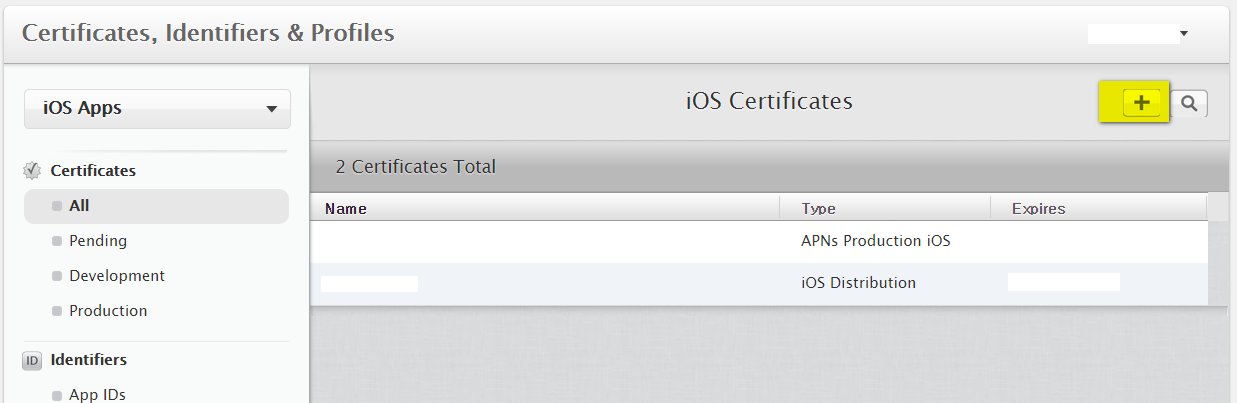 Certificates, Identifiers & Profiles
iOS Apps
iOS Certificates
Certificates
2 Certificates Total
All
Name Type Expires
Pending
APNs Production iOS
Development
iOS Distribution
Production
ID Identifiers
App IDs